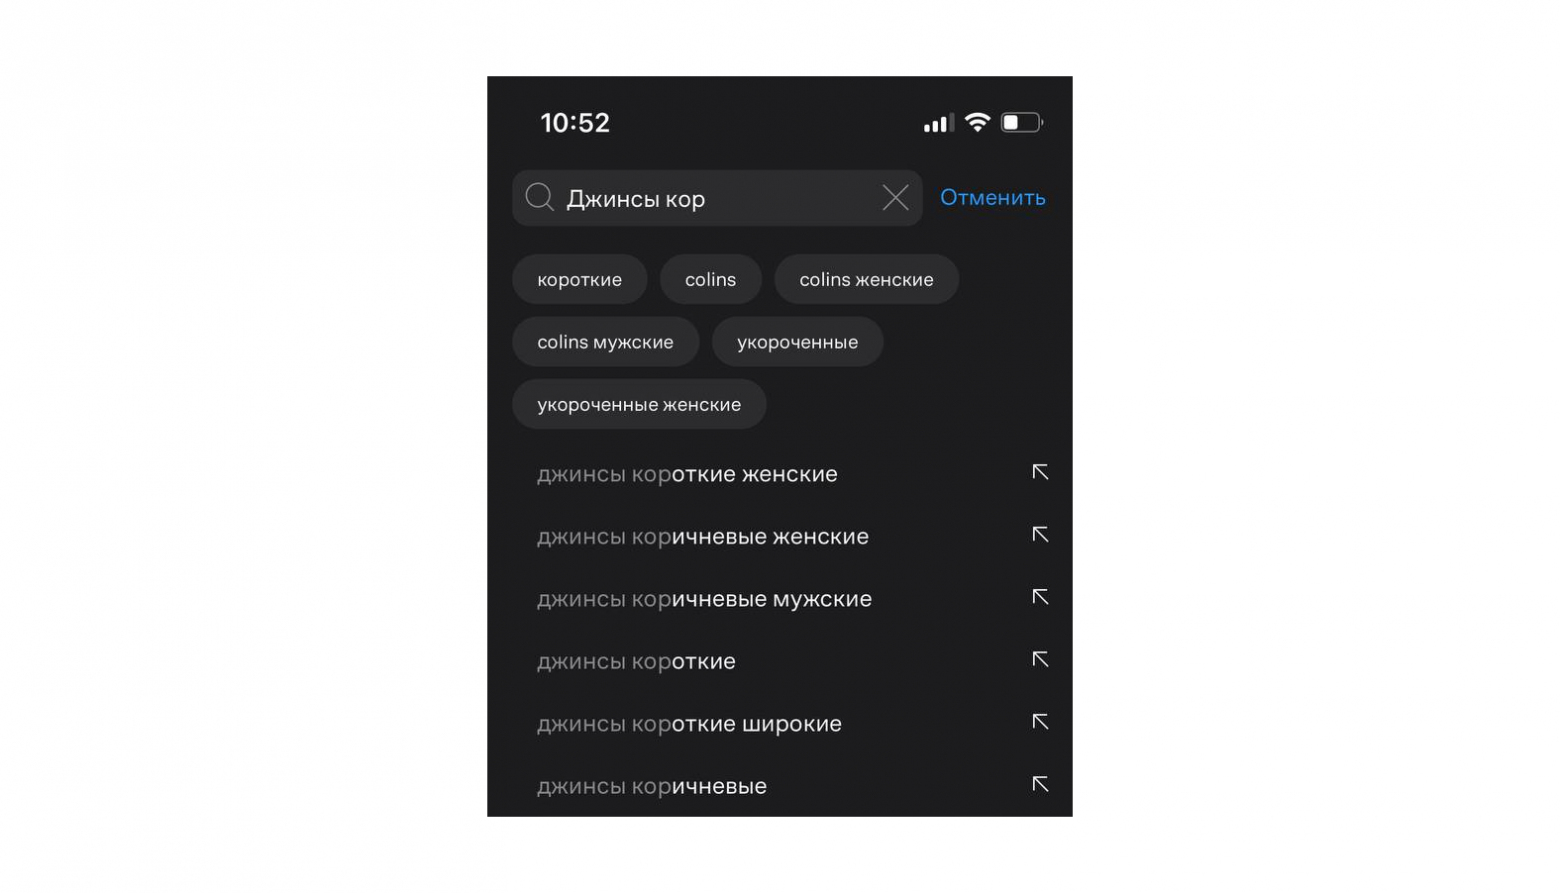 10:52
Джинсы кор
Отменить
короткие colins colins женские
colins мужские укороченные
укороченные женские
джинсы короткие женские
джинсы коричневые женские
джинсы коричневые мужские
джинсы короткие
джинсы короткие широкие
джинсы коричневые